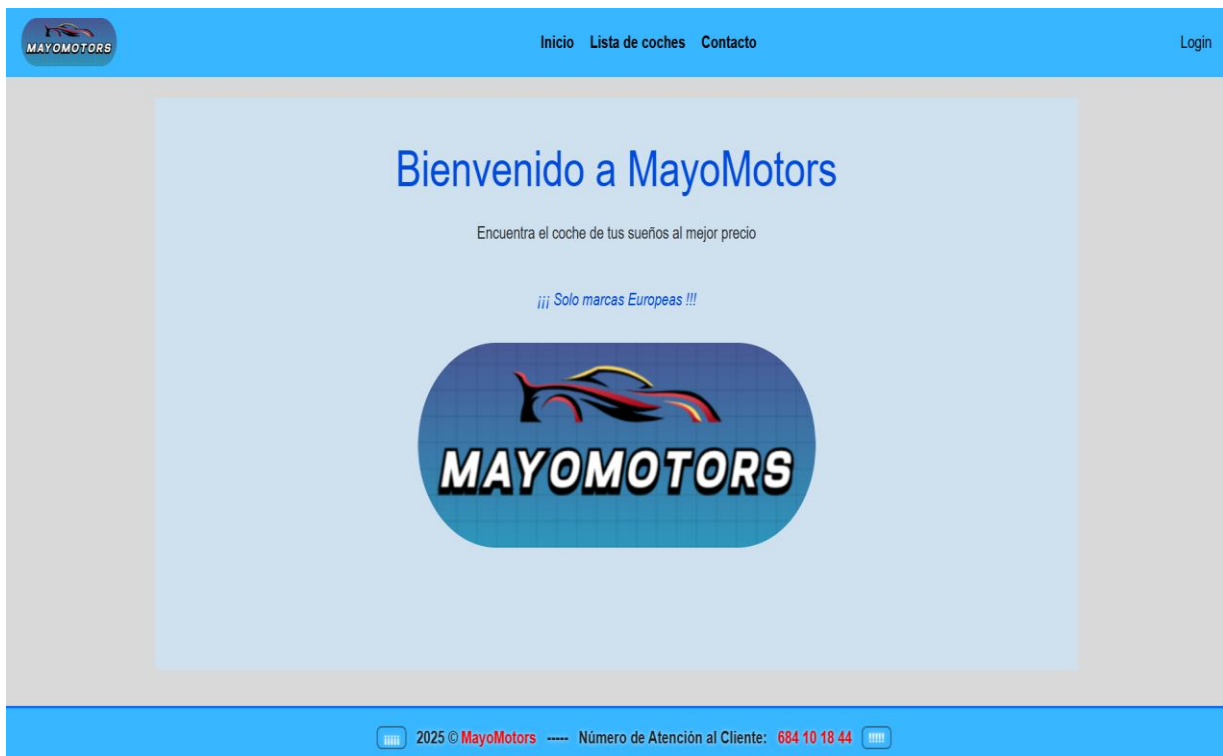 MAYOMOTORS
Inicio Lista de coches Contacto
Login
Bienvenido a MayoMotors
Encuentra el coche de tus sueños al mejor precio
¡¡¡ Solo marcas Europeas !!!
MAYOMOTORS
¡¡¡¡¡ 2025 © MayoMotors ----- Número de Atención al Cliente: 684 10 18 44 !!!!!